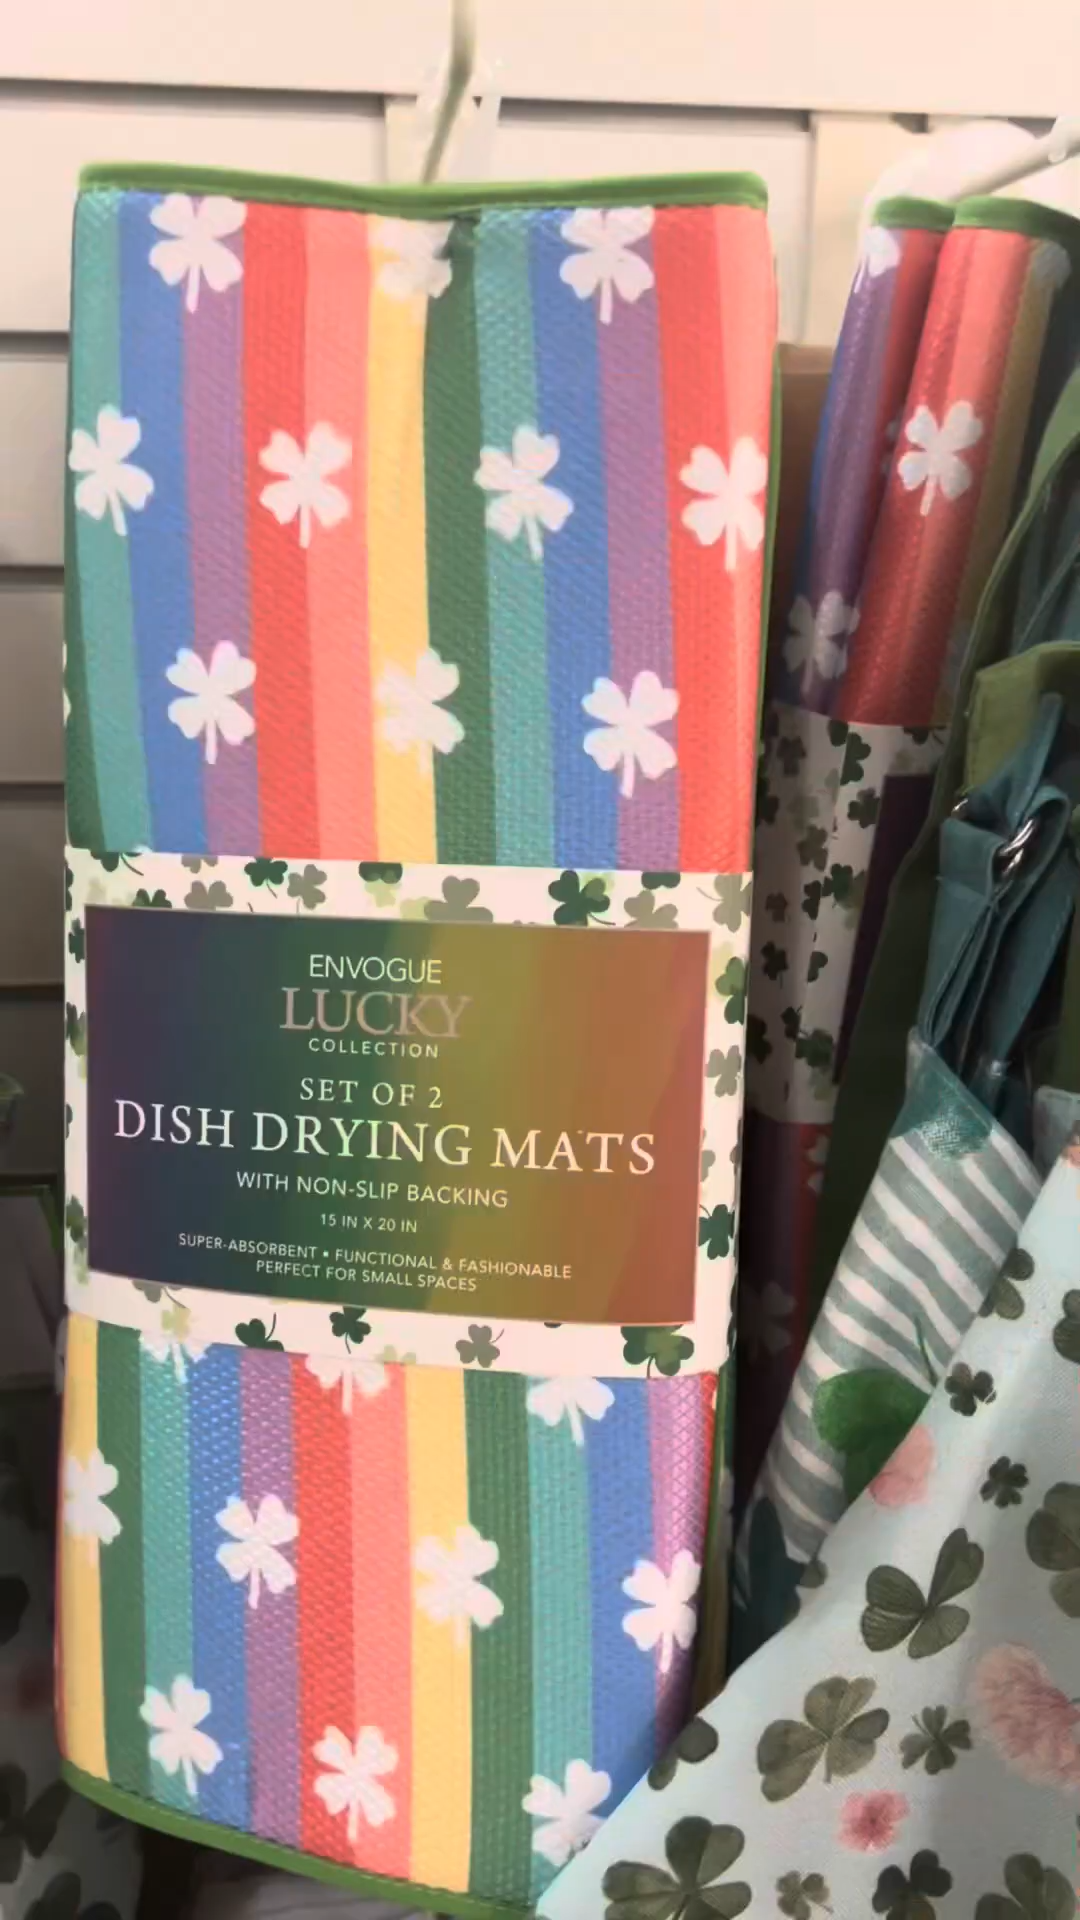 ENVOGUE
LUCKY
COLLECTION
SET OF 2
DISH DRYING MATS
WITH NON-SLIP BACKING
15 IN X 20 IN
SUPER-ABSORBENT ▪ FUNCTIONAL & FASHIONABLE
PERFECT FOR SMALL SPACES